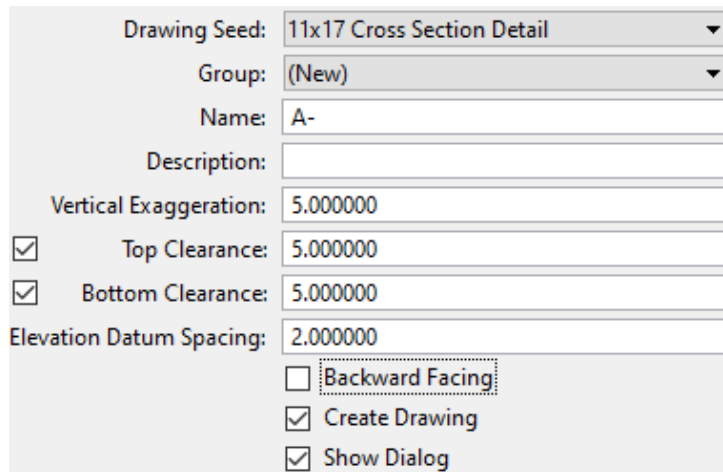 Drawing Seed: 11x17 Cross Section Detail
Group: (New)
Name: A-
Description:
Vertical Exaggeration: 5.000000
Top Clearance: 5.000000
Bottom Clearance: 5.000000
Elevation Datum Spacing: 2.000000
Backward Facing
Create Drawing
Show Dialog